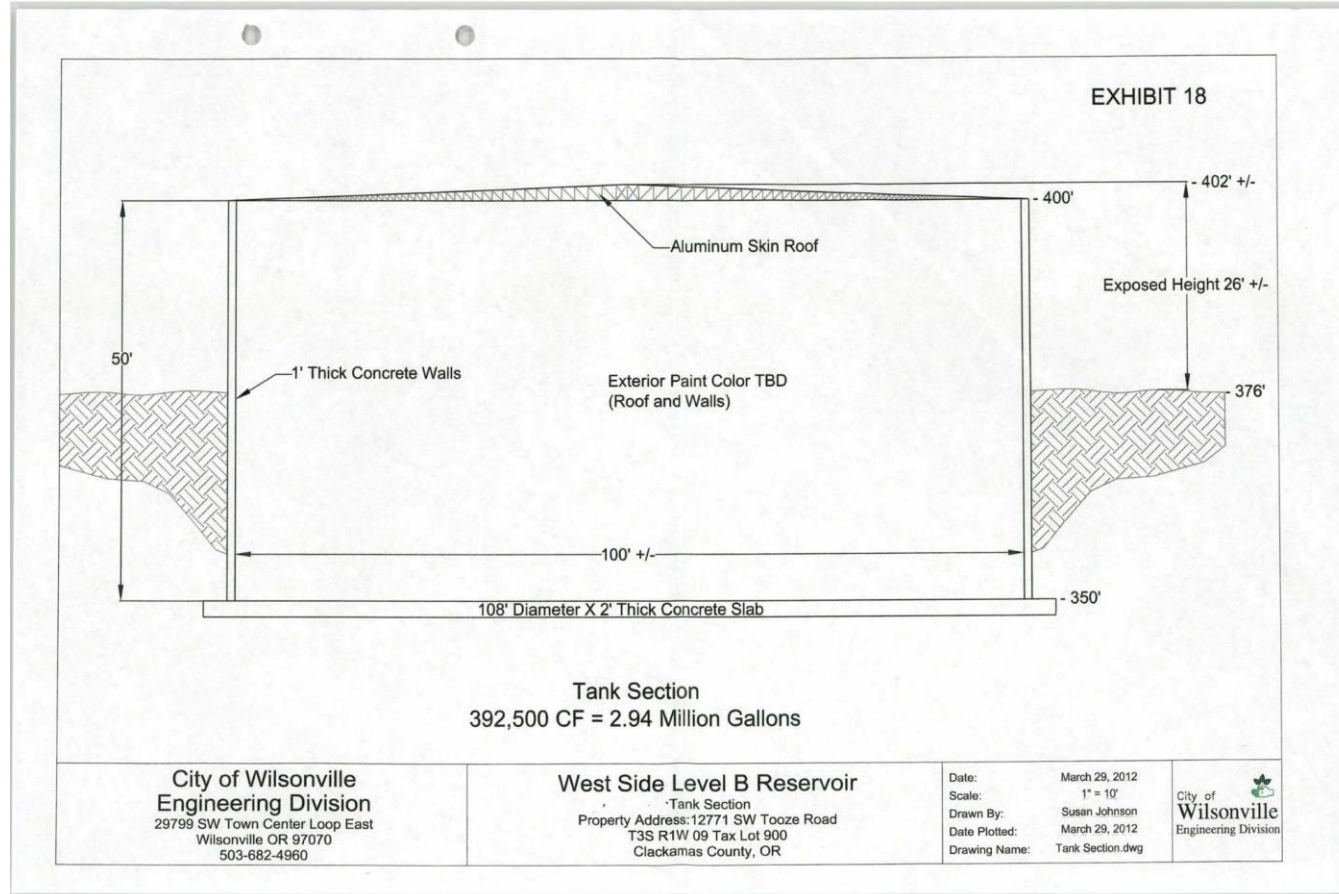 EXHIBIT 18
- 402' +/-
- 400'
Aluminum Skin Roof
Exposed Height 26' +/-
50'
1' Thick Concrete Walls
Exterior Paint Color TBD
(Roof and Walls)
- 376'
100' +/-
- 350'
108' Diameter X 2' Thick Concrete Slab
Tank Section
392,500 CF = 2.94 Million Gallons
City of Wilsonville
Engineering Division
29799 SW Town Center Loop East
Wilsonville OR 97070
503-682-4960
West Side Level B Reservoir
Tank Section
Property Address:12771 SW Tooze Road
T3S R1W 09 Tax Lot 900
Clackamas County, OR
Date: March 29, 2012
Scale: 1" = 10'
Drawn By: Susan Johnson
Date Plotted: March 29, 2012
Drawing Name: Tank Section.dwg
City of
Wilsonville
Engineering Division